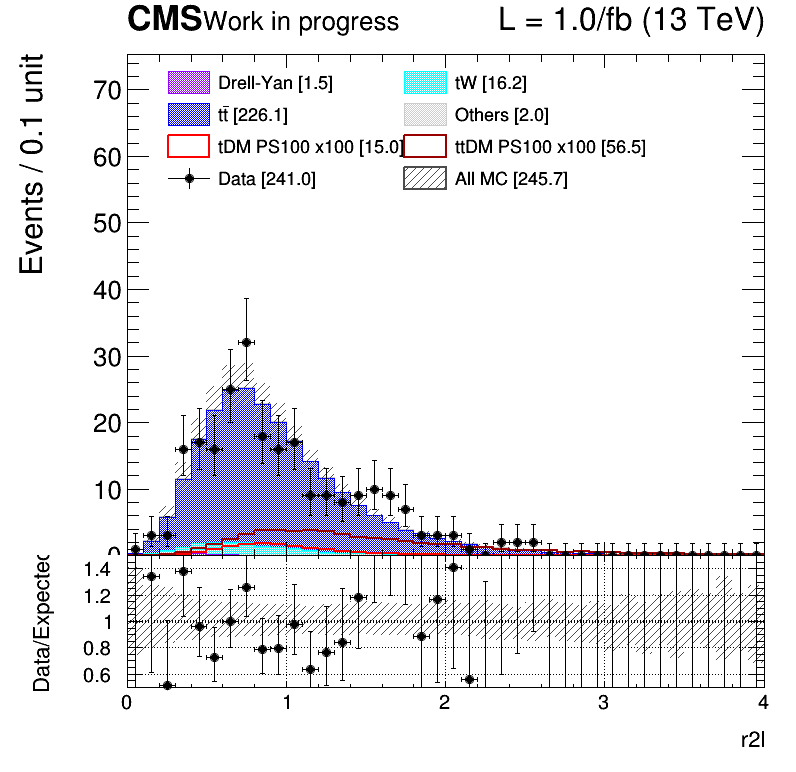 CMS Work in progress L = 1.0/fb (13 TeV)
Events / 0.1 unit
70
60
50
40
30
20
10
0
Drell-Yan [1.5] tW [16.2]
tt̄ [226.1] Others [2.0]
tDM PS100 x100 [15.0] ttDM PS100 x100 [56.5]
Data [241.0] All MC [245.7]
Data/Expected
1.4
1.2
1
0.8
0.6
0 1 2 3 4
r2l